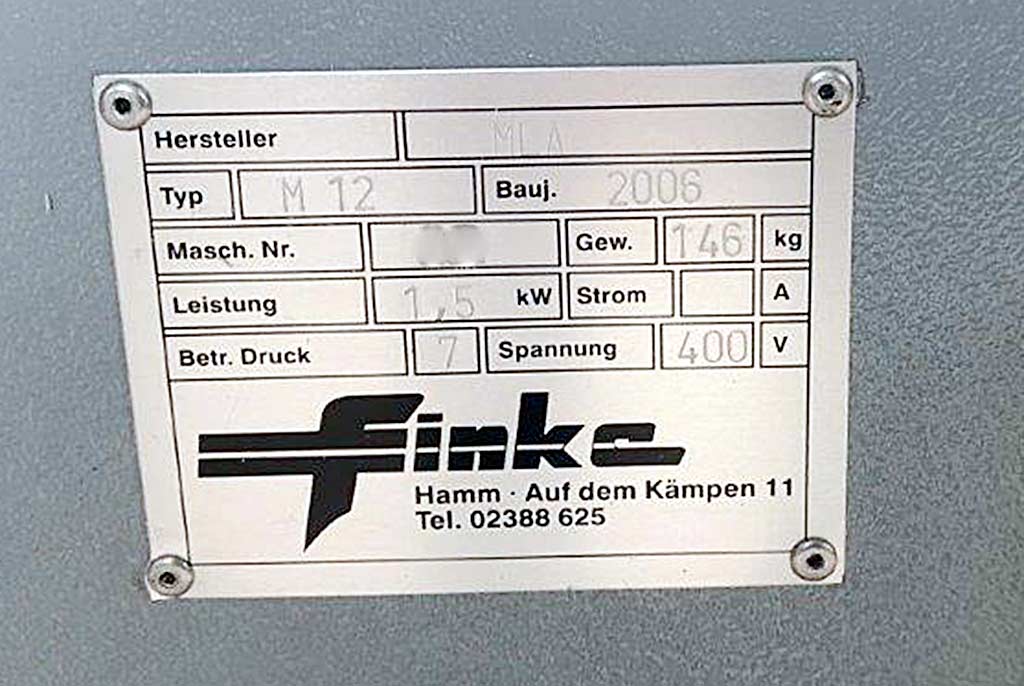 Hersteller MLA
Typ M 12 Bauj. 2006
Masch. Nr. Gew. 146 kg
Leistung 1,5 kW Strom A
Betr. Druck 7 Spannung 400 V
finke
Hamm · Auf dem Kämpen 11
Tel. 02388 625